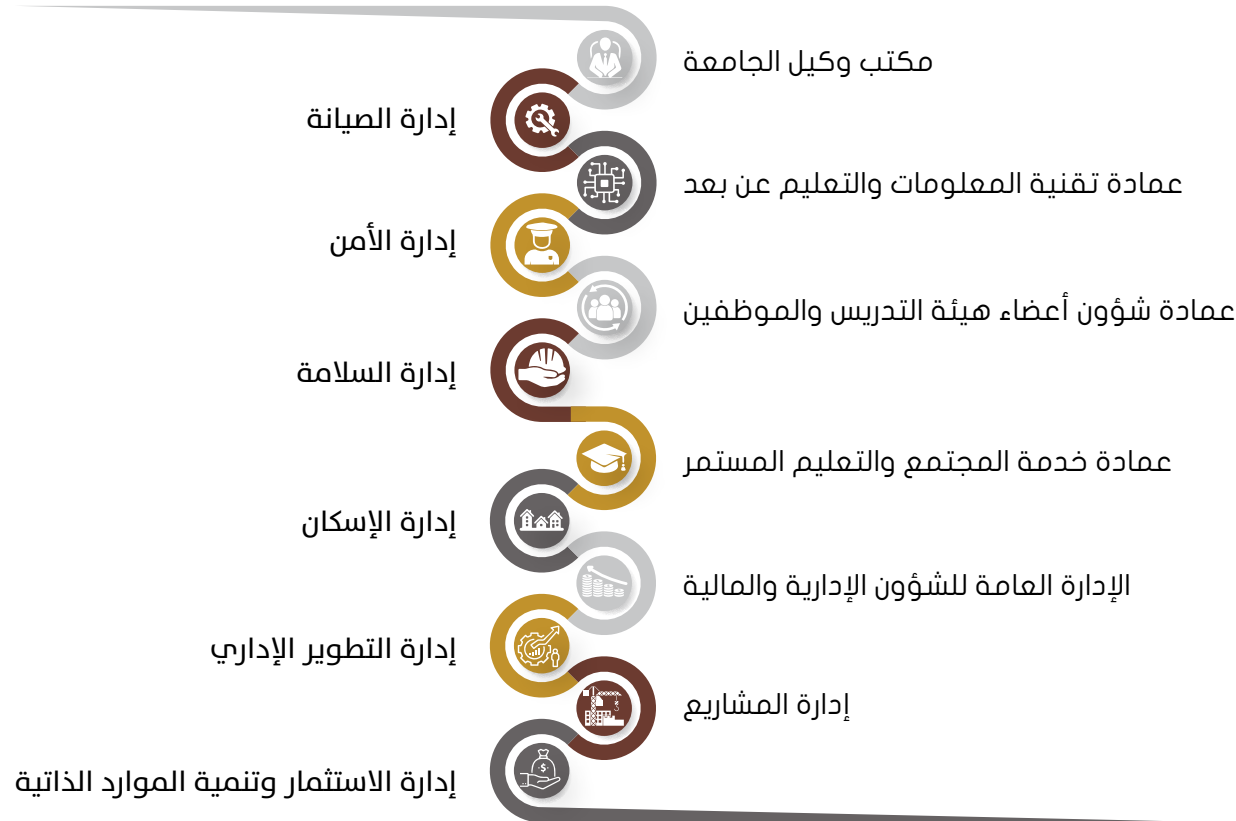 مكتب وكيل الجامعة
إدارة الصيانة
عمادة تقنية المعلومات والتعليم عن بعد
إدارة الأمن
عمادة شؤون أعضاء هيئة التدريس والموظفين
إدارة السلامة
عمادة خدمة المجتمع والتعليم المستمر
إدارة الإسكان
الإدارة العامة للشؤون الإدارية والمالية
إدارة التطوير الإداري
إدارة المشاريع
إدارة الاستثمار وتنمية الموارد الذاتية